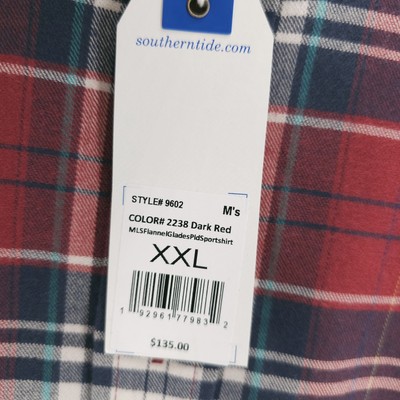 southerntide.com
STYLE# 9602
M's
COLOR# 2238 Dark Red
MLSFlannelGladesPldSportshirt
XXL
1 92961 77983 2
$135.00